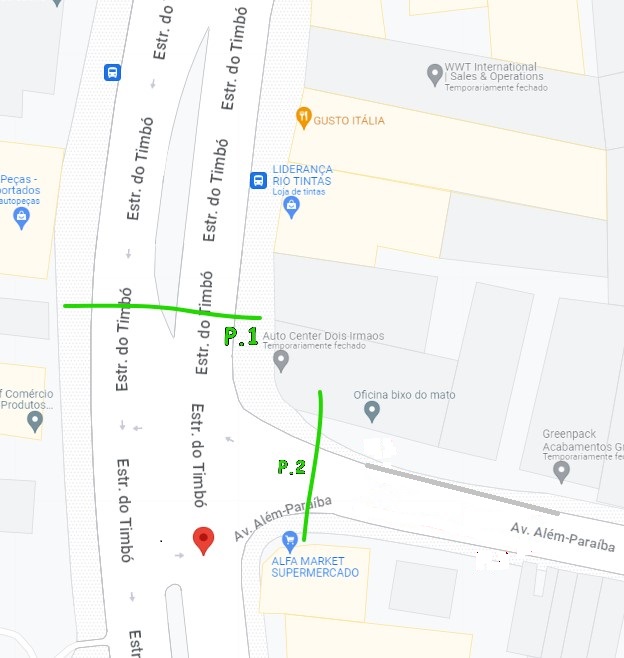 Estr. do
Estr. do Timbó
WWT International
| Sales & Operations
Temporariamente fechado
GUSTO ITÁLIA
Estr. do Timbó
Estr. do Timbó
LIDERANÇA
RIO TINTAS
Loja de tintas
Peças -
portados
autopeças
Estr. do Timbó
Estr. do Timbó
P.1
Auto Center Dois Irmaos
Temporariamente fechado
f Comércio
Produtos...
Oficina bixo do mato
Estr. do Timbó
Estr. do Timbó
P.2
Greenpack
Acabamentos Gr
Temporariamente fe
Av. Além-Paraíba
Av. Além-Paraíba
ALFA MARKET
SUPERMERCADO
Estr.